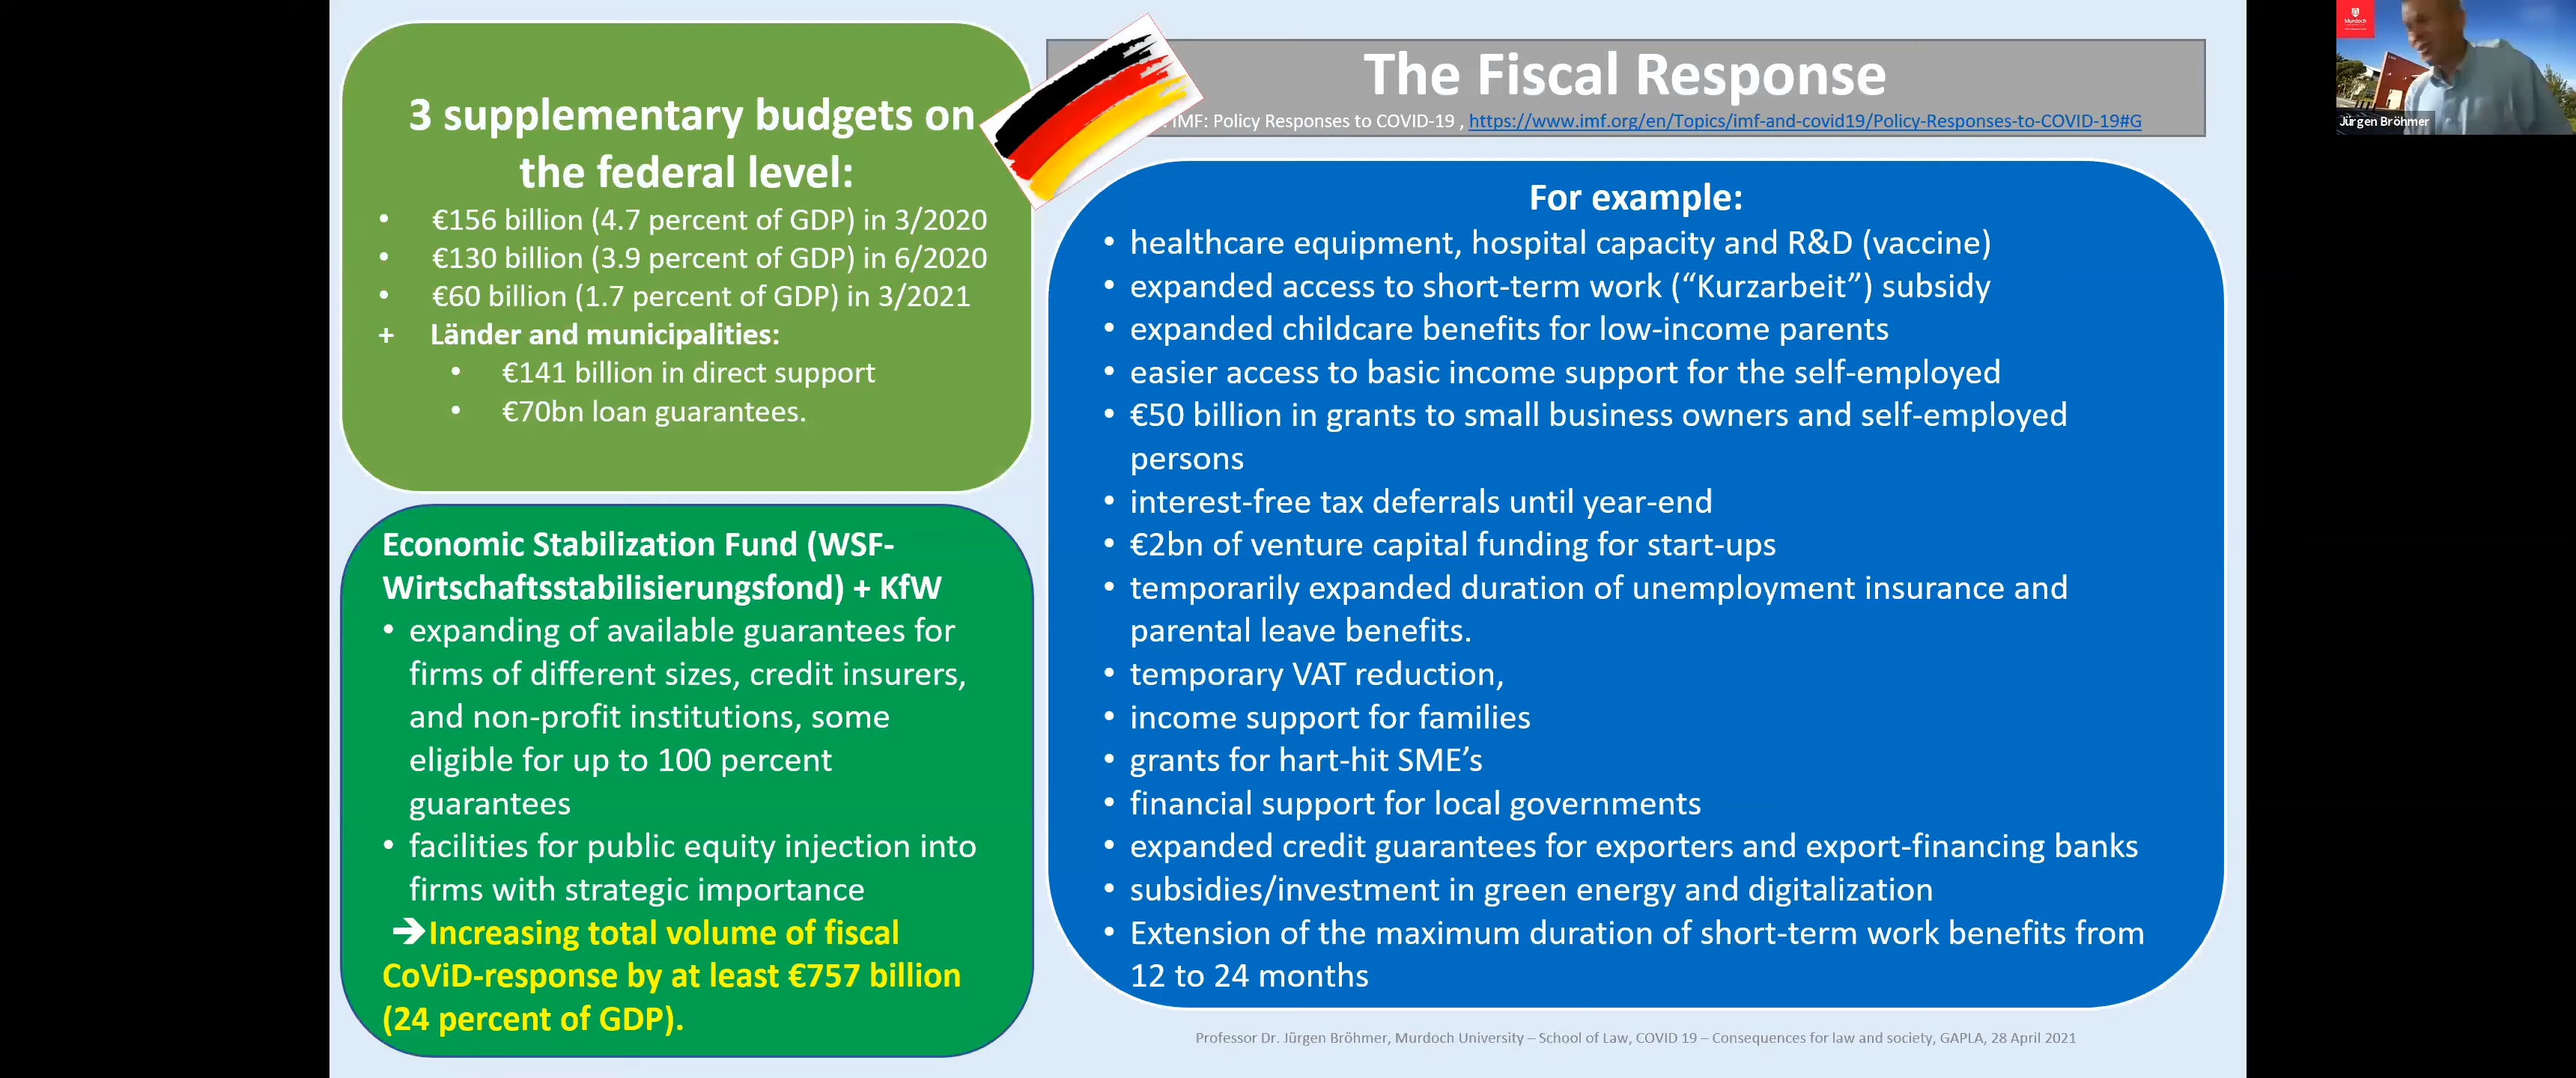 3 supplementary budgets on
the federal level:
• €156 billion (4.7 percent of GDP) in 3/2020
• €130 billion (3.9 percent of GDP) in 6/2020
• €60 billion (1.7 percent of GDP) in 3/2021
+ Länder and municipalities:
• €141 billion in direct support
• €70bn loan guarantees.
Economic Stabilization Fund (WSF-
Wirtschaftsstabilisierungsfond) + KfW
• expanding of available guarantees for
firms of different sizes, credit insurers,
and non-profit institutions, some
eligible for up to 100 percent
guarantees
• facilities for public equity injection into
firms with strategic importance
➔Increasing total volume of fiscal
CoViD-response by at least €757 billion
(24 percent of GDP).
The Fiscal Response
IMF: Policy Responses to COVID-19 , https://www.imf.org/en/Topics/imf-and-covid19/Policy-Responses-to-COVID-19#G
For example:
• healthcare equipment, hospital capacity and R&D (vaccine)
• expanded access to short-term work (“Kurzarbeit”) subsidy
• expanded childcare benefits for low-income parents
• easier access to basic income support for the self-employed
• €50 billion in grants to small business owners and self-employed
persons
• interest-free tax deferrals until year-end
• €2bn of venture capital funding for start-ups
• temporarily expanded duration of unemployment insurance and
parental leave benefits.
• temporary VAT reduction,
• income support for families
• grants for hart-hit SME’s
• financial support for local governments
• expanded credit guarantees for exporters and export-financing banks
• subsidies/investment in green energy and digitalization
• Extension of the maximum duration of short-term work benefits from
12 to 24 months
Professor Dr. Jürgen Bröhmer, Murdoch University – School of Law, COVID 19 – Consequences for law and society, GAPLA, 28 April 2021
Murdoch
Jürgen Bröhmer